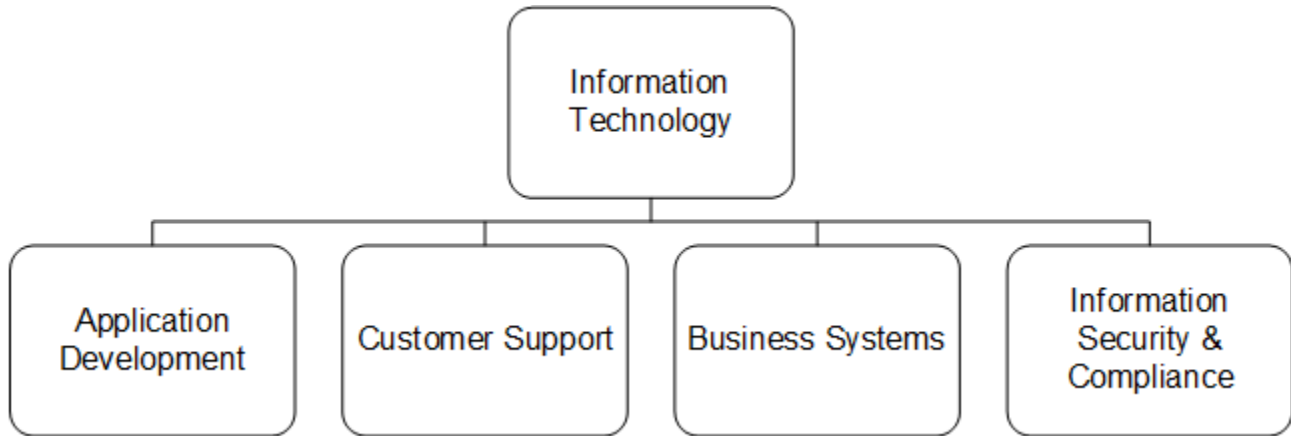 Information
Technology
Application
Development
Customer Support
Business Systems
Information
Security &
Compliance